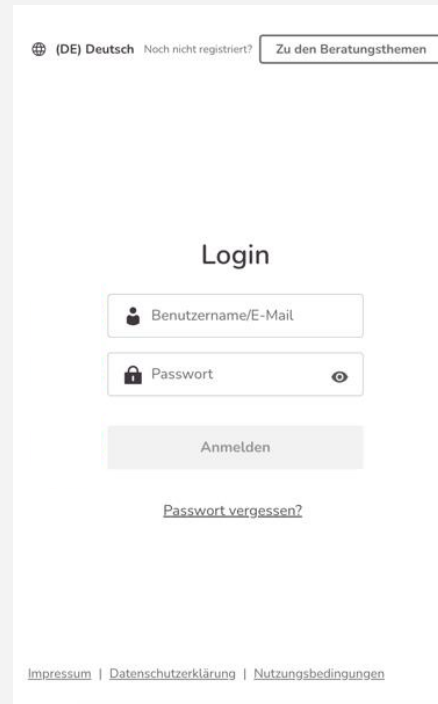 (DE) Deutsch Noch nicht registriert? Zu den Beratungsthemen
Login
Benutzername/E-Mail
Passwort
Anmelden
Passwort vergessen?
Impressum | Datenschutzerklärung | Nutzungsbedingungen